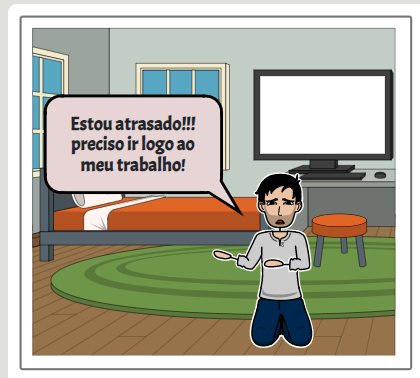 Estou atrasado!!!
preciso ir logo ao
meu trabalho!